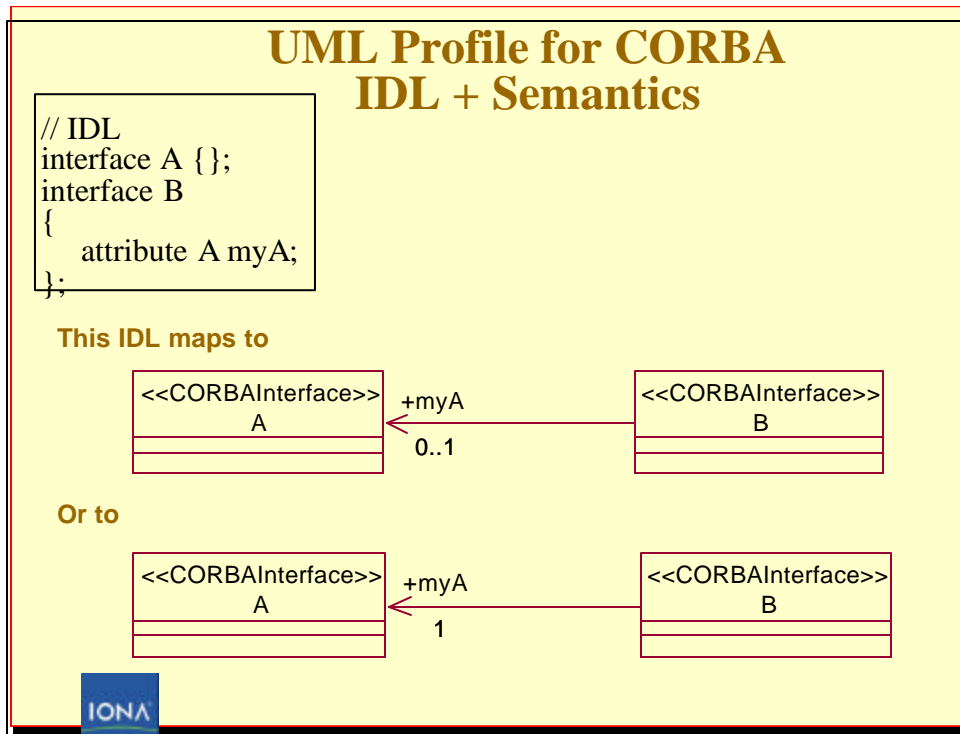 UML Profile for CORBA
IDL + Semantics
// IDL
interface A {};
interface B
{
attribute A myA;
};
This IDL maps to
<<CORBAInterface>>
A
+myA
0..1
<<CORBAInterface>>
B
Or to
<<CORBAInterface>>
A
+myA
1
<<CORBAInterface>>
B
IONA